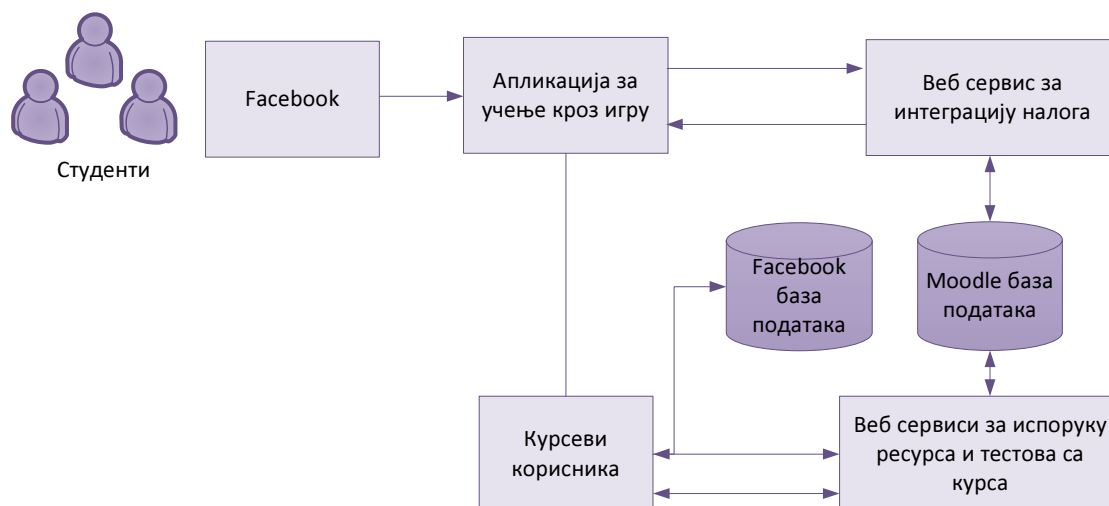 Студенти
Facebook
Апликација за
учење кроз игру
Веб сервис за
интеграцију налога
Facebook
база
података
Moodle база
података
Курсеви
корисника
Веб сервиси за испоруку
ресурса и тестова са
курса